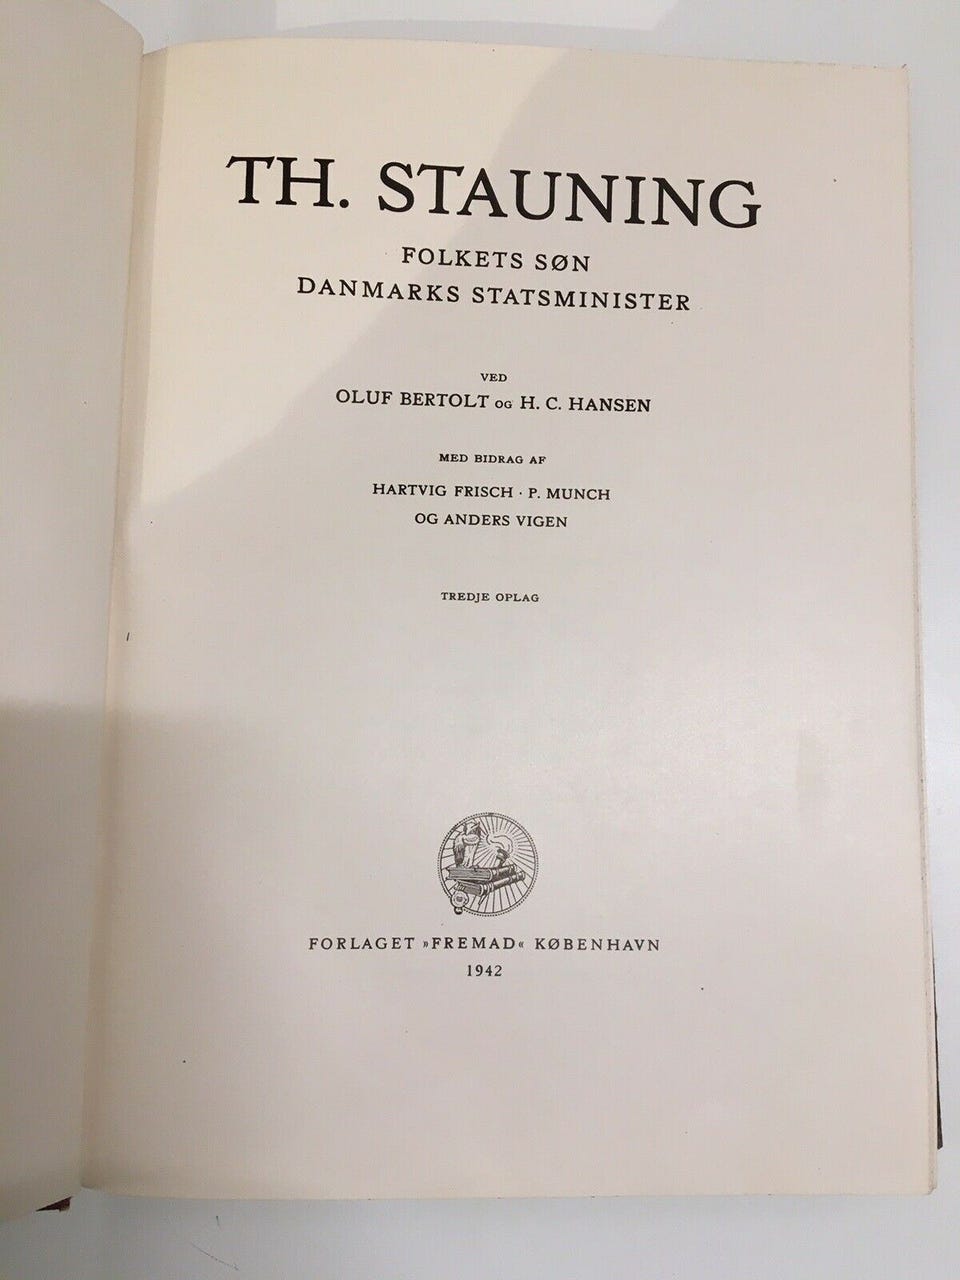 TH. STAUNING
FOLKETS SØN
DANMARKS STATSMINISTER
VED
OLUF BERTOLT OG H. C. HANSEN
MED BIDRAG AF
HARTVIG FRISCH · P. MUNCH
OG ANDERS VIGEN
TREDJE OPLAG
FORLAGET »FREMAD« KØBENHAVN
1942